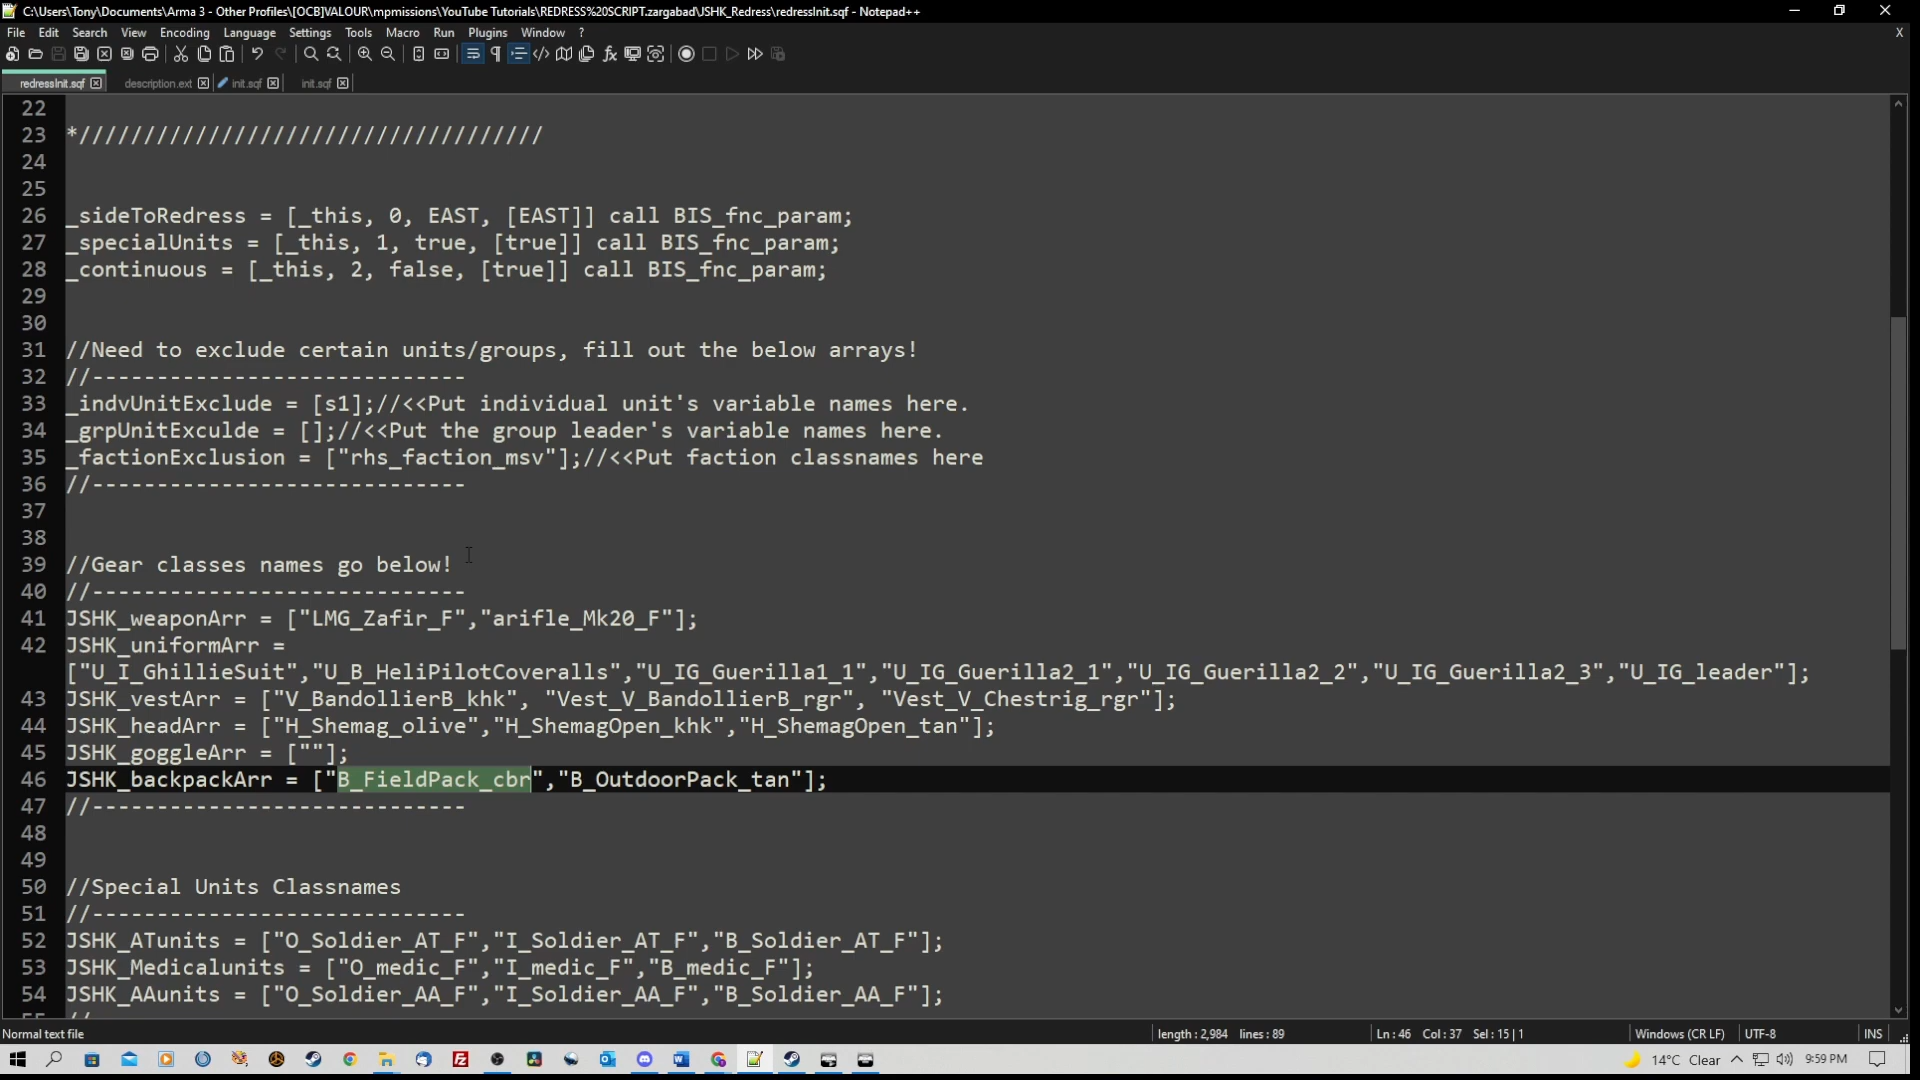 C:\Users\Tony\Documents\Arma 3 - Other Profiles\[OCB]VALOUR\mpmissions\YouTube Tutorials\REDRESS%20SCRIPT.zargabad\JSHK_Redress\redressInit.sqf - Notepad++
File Edit Search View Encoding Language Settings Tools Macro Run Plugins Window ? X
redressInit.sqf description.ext init.sqf init.sqf
22
23 *////////////////////////////////////
24
25
26 _sideToRedress = [_this, 0, EAST, [EAST]] call BIS_fnc_param;
27 _specialUnits = [_this, 1, true, [true]] call BIS_fnc_param;
28 _continuous = [_this, 2, false, [true]] call BIS_fnc_param;
29
30
31 //Need to exclude certain units/groups, fill out the below arrays!
32 //-----------------------------
33 _indvUnitExclude = [s1];//<<Put individual unit's variable names here.
34 _grpUnitExculde = [];//<<Put the group leader's variable names here.
35 _factionExclusion = ["rhs_faction_msv"];//<<Put faction classnames here
36 //-----------------------------
37
38
39 //Gear classes names go below!
40 //-----------------------------
41 JSHK_weaponArr = ["LMG_Zafir_F","arifle_Mk20_F"];
42 JSHK_uniformArr =
["U_I_GhillieSuit","U_B_HeliPilotCoveralls","U_IG_Guerilla1_1","U_IG_Guerilla2_1","U_IG_Guerilla2_2","U_IG_Guerilla2_3","U_IG_leader"];
43 JSHK_vestArr = ["V_BandollierB_khk", "Vest_V_BandollierB_rgr", "Vest_V_Chestrig_rgr"];
44 JSHK_headArr = ["H_Shemag_olive","H_ShemagOpen_khk","H_ShemagOpen_tan"];
45 JSHK_goggleArr = [""];
46 JSHK_backpackArr = ["B_FieldPack_cbr","B_OutdoorPack_tan"];
47 //-----------------------------
48
49
50 //Special Units Classnames
51 //-----------------------------
52 JSHK_ATunits = ["O_Soldier_AT_F","I_Soldier_AT_F","B_Soldier_AT_F"];
53 JSHK_Medicalunits = ["O_medic_F","I_medic_F","B_medic_F"];
54 JSHK_AAunits = ["O_Soldier_AA_F","I_Soldier_AA_F","B_Soldier_AA_F"];
Normal text file length : 2,984 lines : 89 Ln : 46 Col : 37 Sel : 15 | 1 Windows (CR LF) UTF-8 INS
14°C Clear 9:59 PM